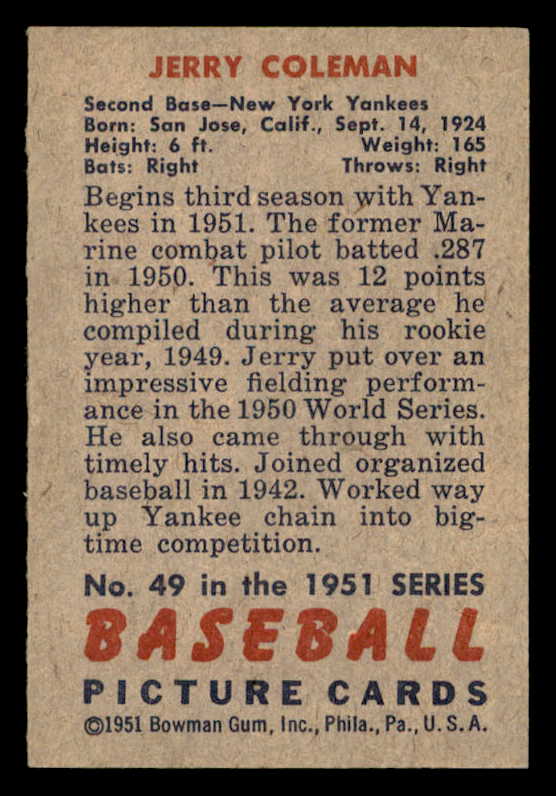 JERRY COLEMAN
Second Base—New York Yankees
Born: San Jose, Calif., Sept. 14, 1924
Height: 6 ft. Weight: 165
Bats: Right Throws: Right
Begins third season with Yan-
kees in 1951. The former Ma-
rine combat pilot batted .287
in 1950. This was 12 points
higher than the average he
compiled during his rookie
year, 1949. Jerry put over an
impressive fielding perform-
ance in the 1950 World Series.
He also came through with
timely hits. Joined organized
baseball in 1942. Worked way
up Yankee chain into big-
time competition.
No. 49 in the 1951 SERIES
BASEBALL
PICTURE CARDS
©1951 Bowman Gum, Inc., Phila., Pa., U. S. A.